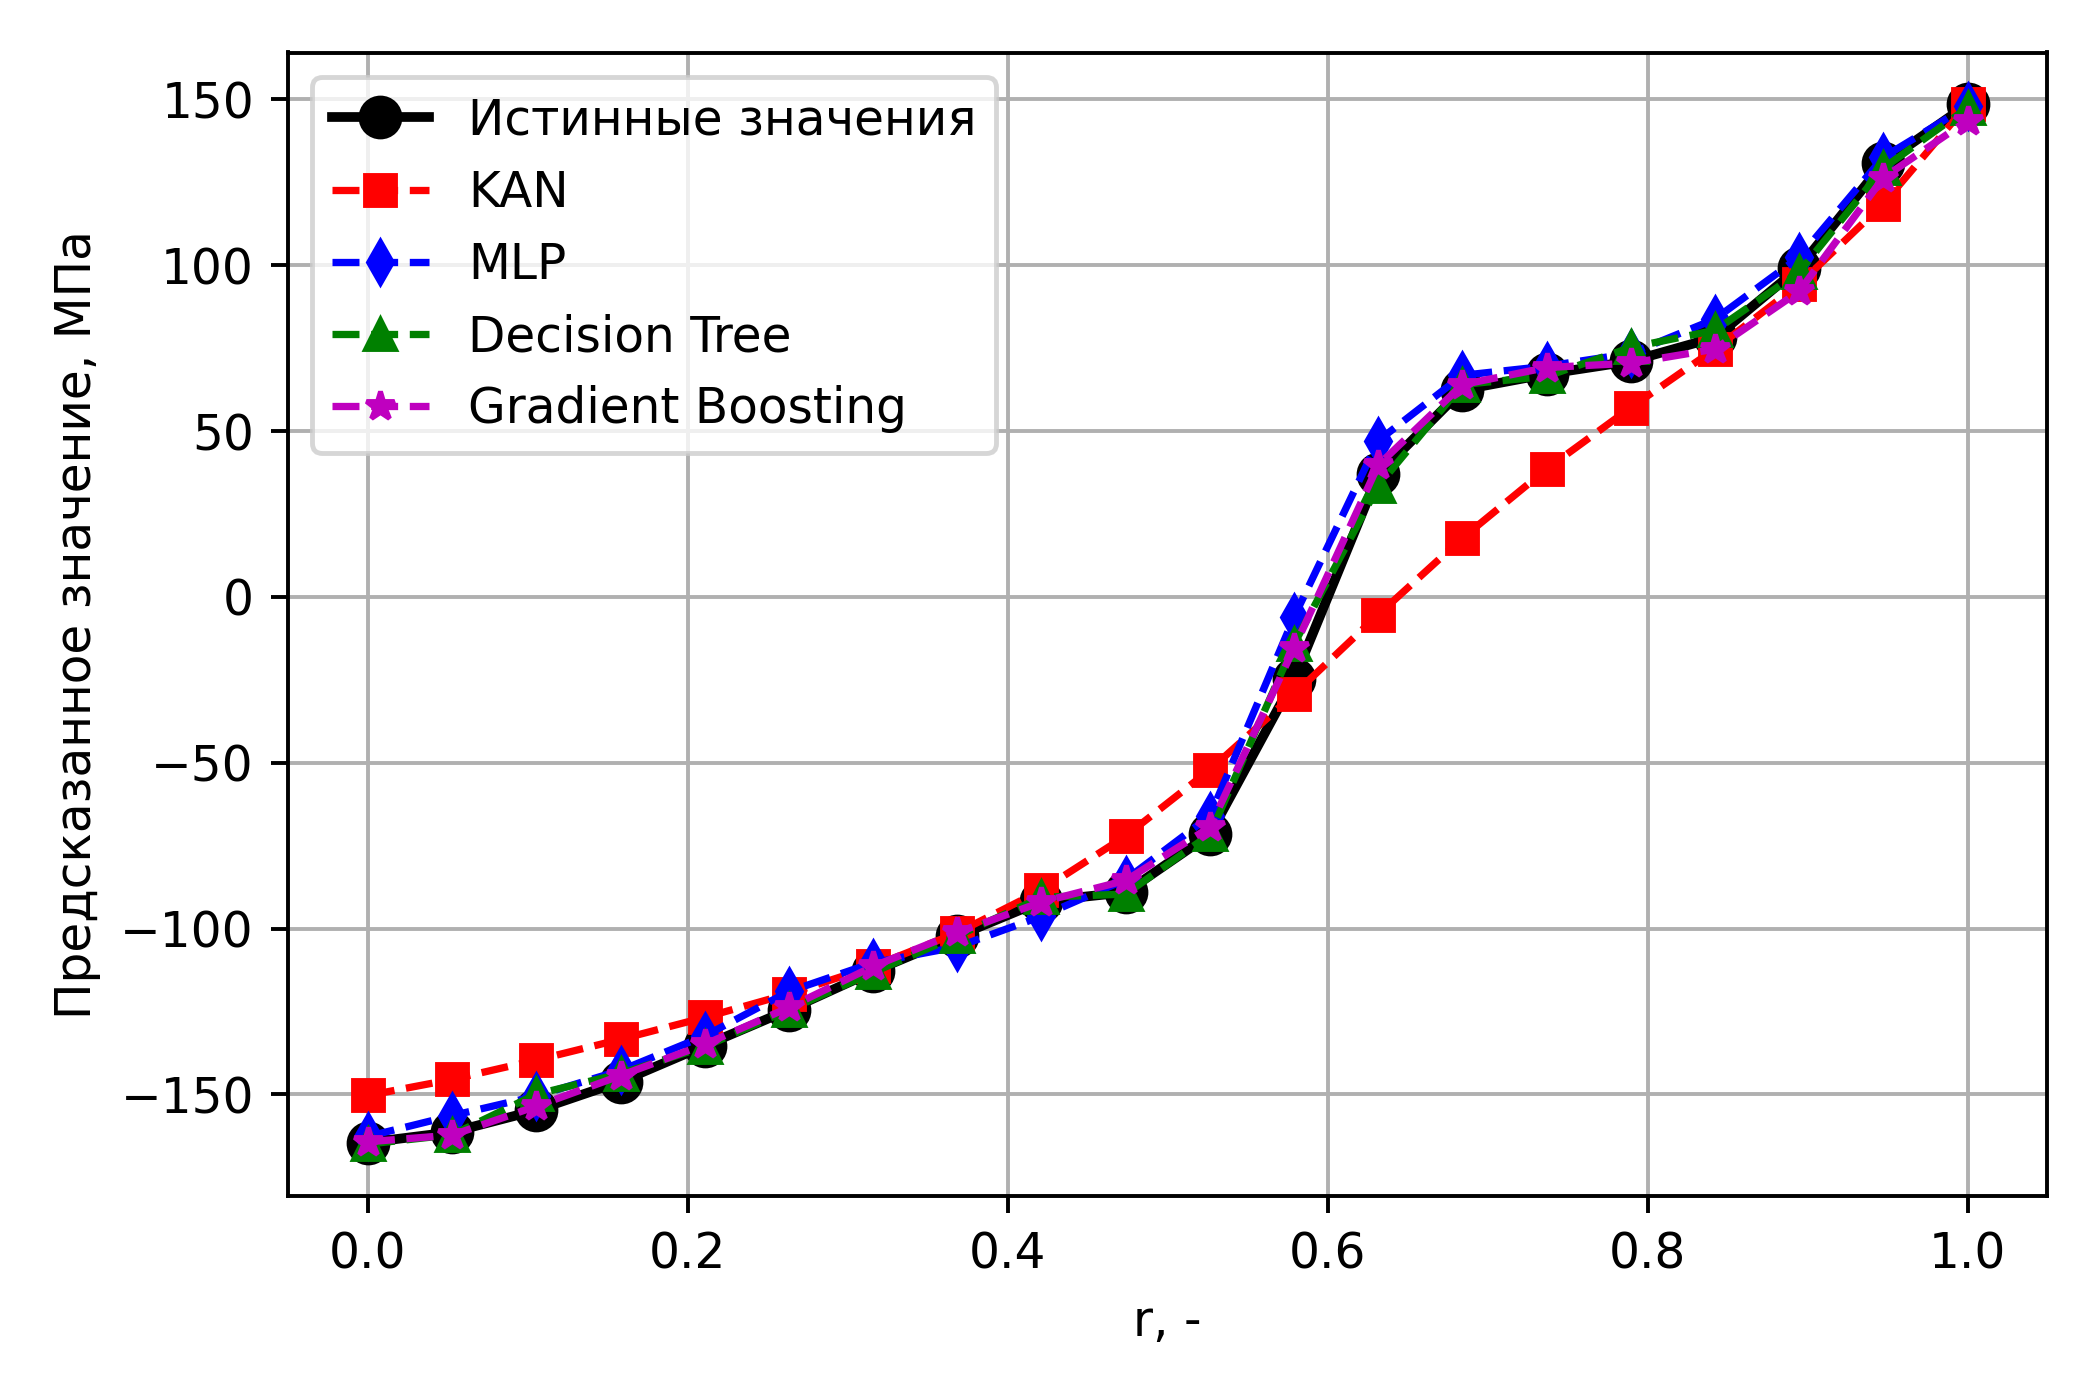 Предсказанное значение, МПа
150
100
50
0
−50
−100
−150
Истинные значения
KAN
MLP
Decision Tree
Gradient Boosting
0.0 0.2 0.4 0.6 0.8 1.0
r, -